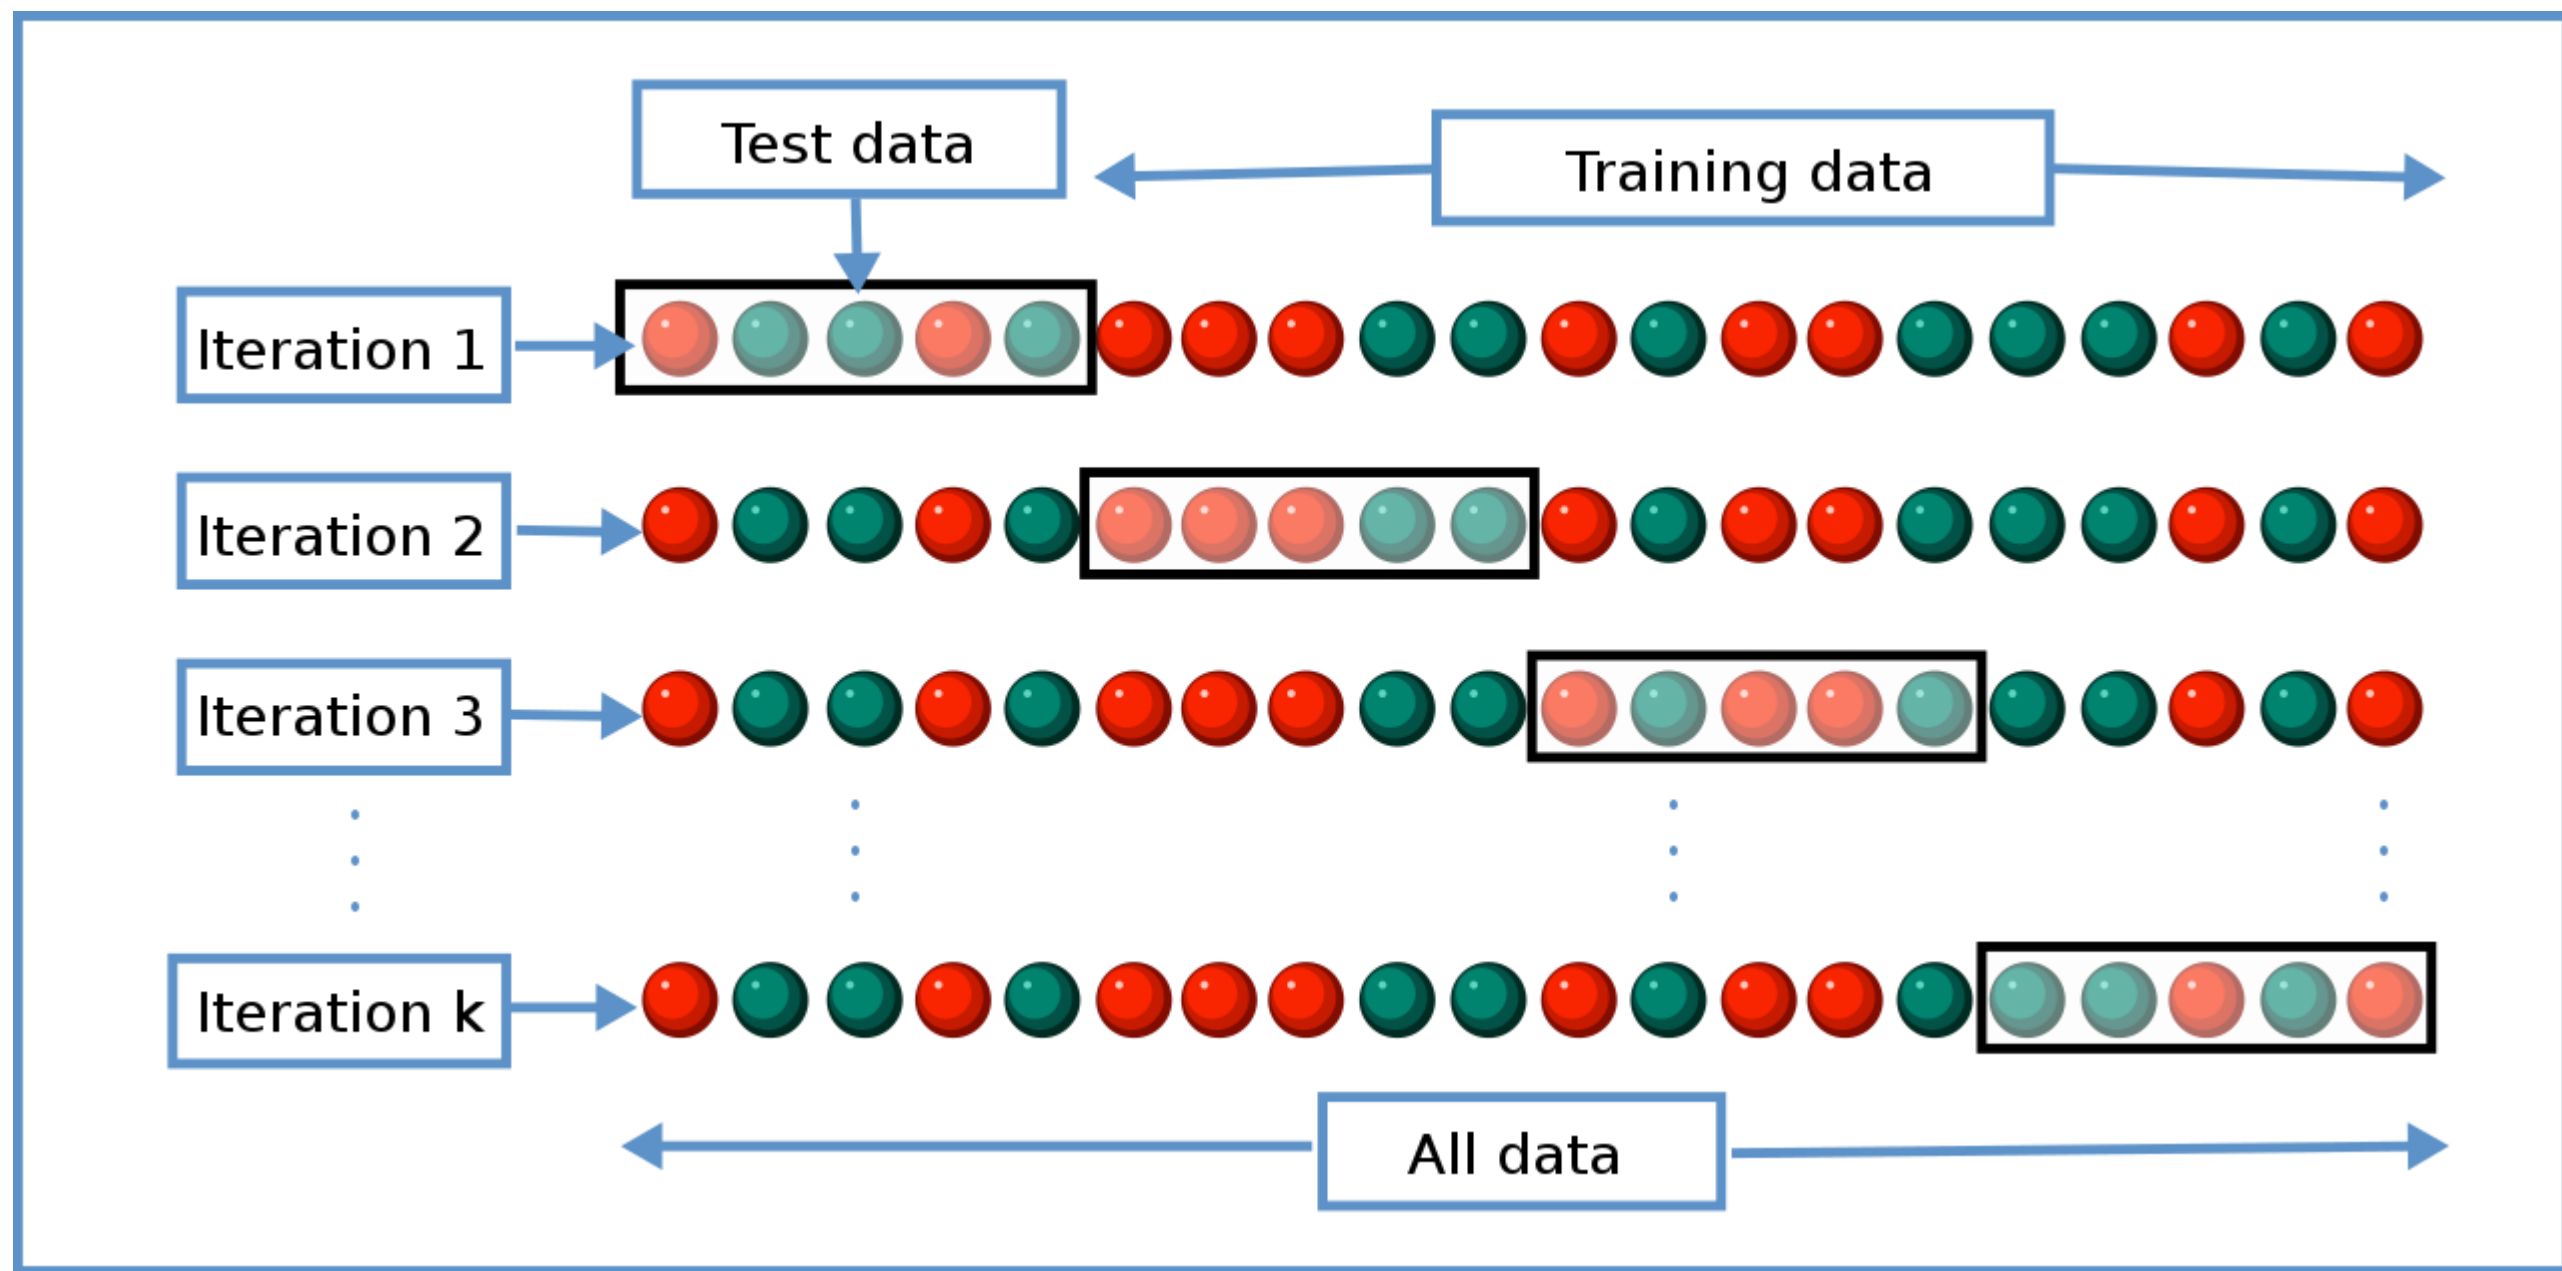 Test data
Training data
Iteration 1
Iteration 2
Iteration 3
Iteration k
All data